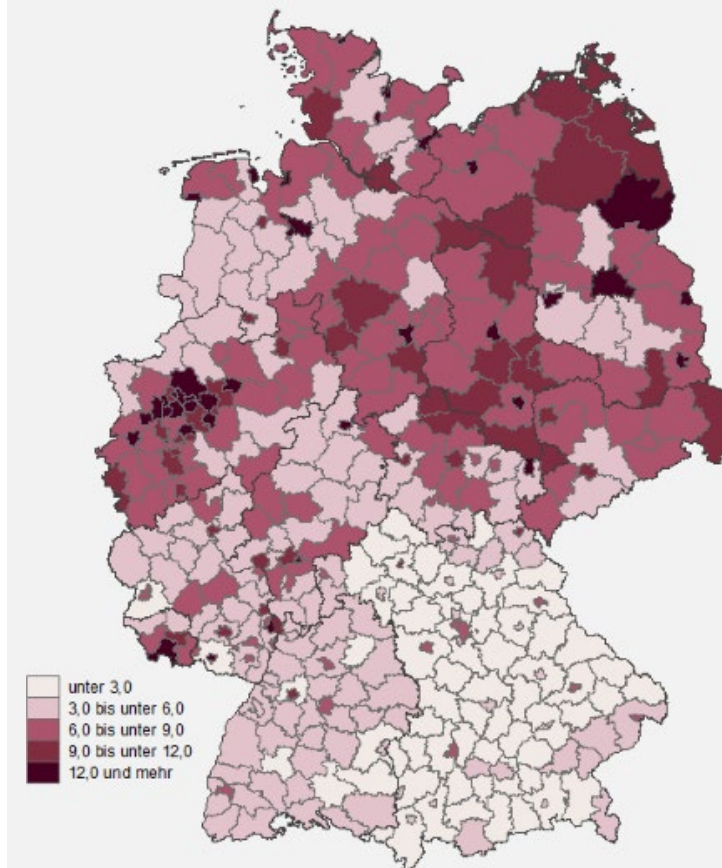 unter 3,0
3,0 bis unter 6,0
6,0 bis unter 9,0
9,0 bis unter 12,0
12,0 und mehr